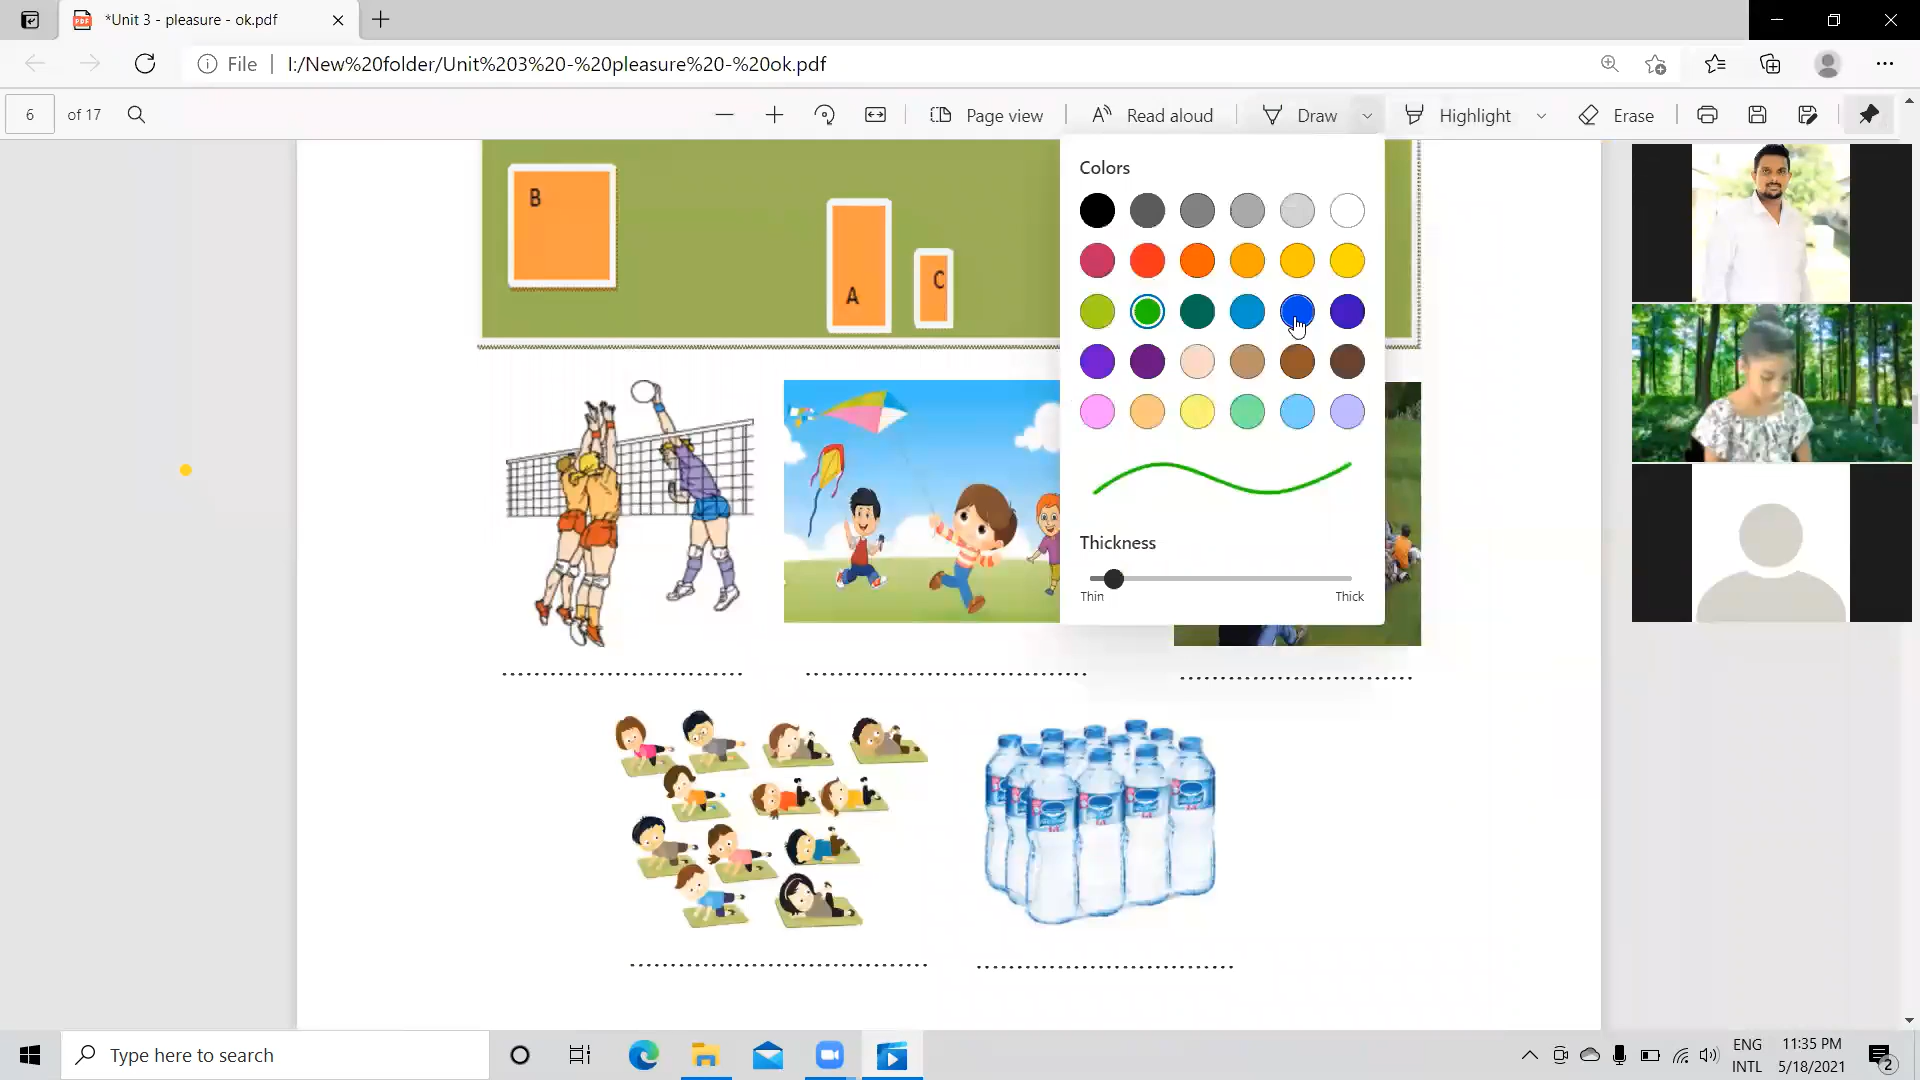 *Unit 3 - pleasure - ok.pdf
File
I:/New%20folder/Unit%203%20-%20pleasure%20-%20ok.pdf
6 of 17
Page view
Read aloud
Draw
Highlight
Erase
Colors
B
A
C
Thickness
Thin
Thick
Type here to search
ENG
INTL
11:35 PM
5/18/2021
2